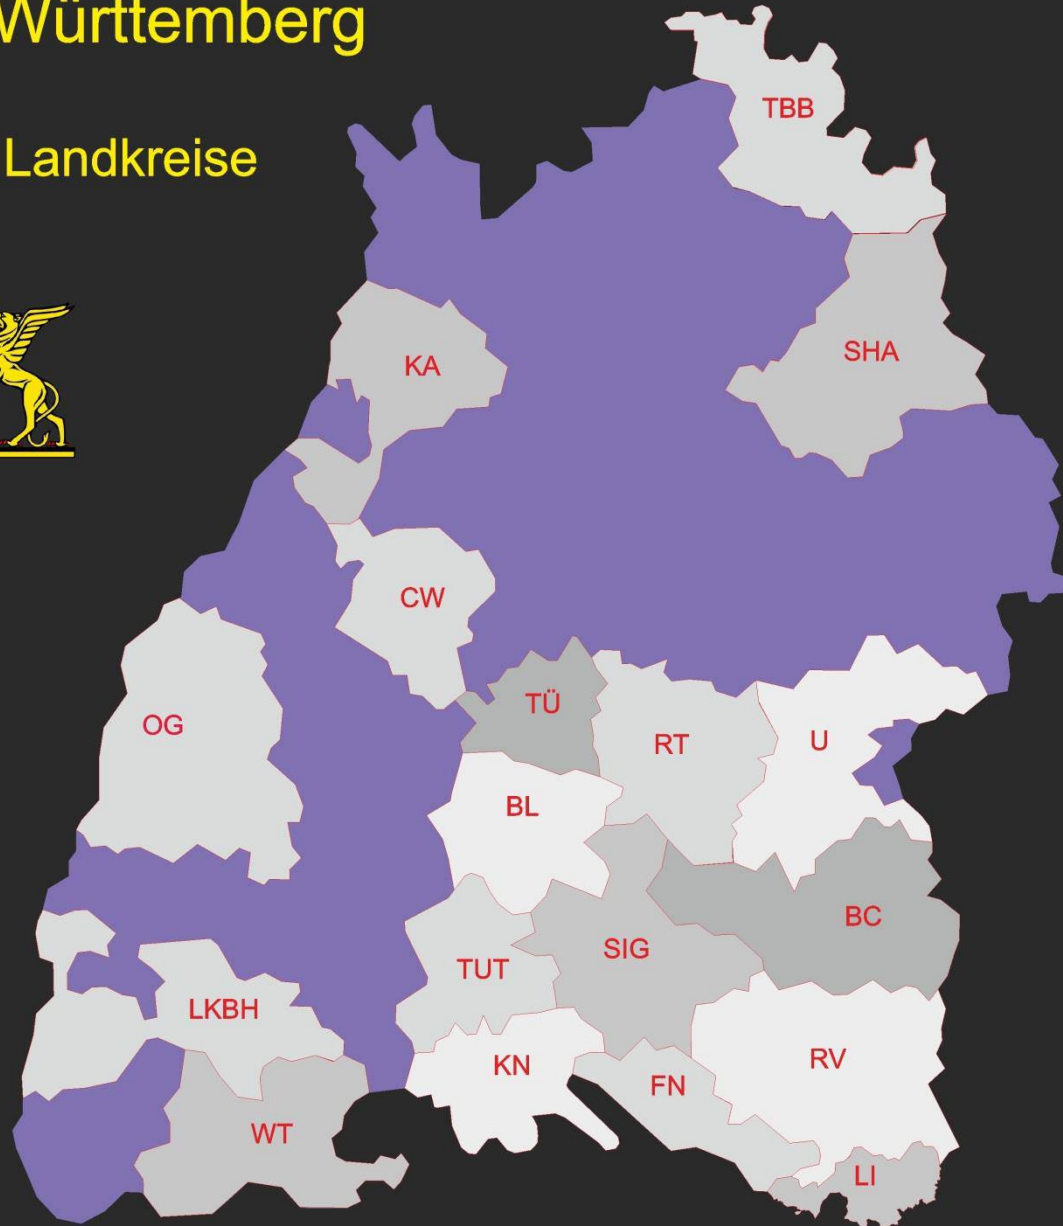 Württemberg
Landkreise
TBB
SHA
KA
CW
TÜ
OG
RT
U
BL
BC
SIG
TUT
LKBH
RV
KN
FN
WT
LI